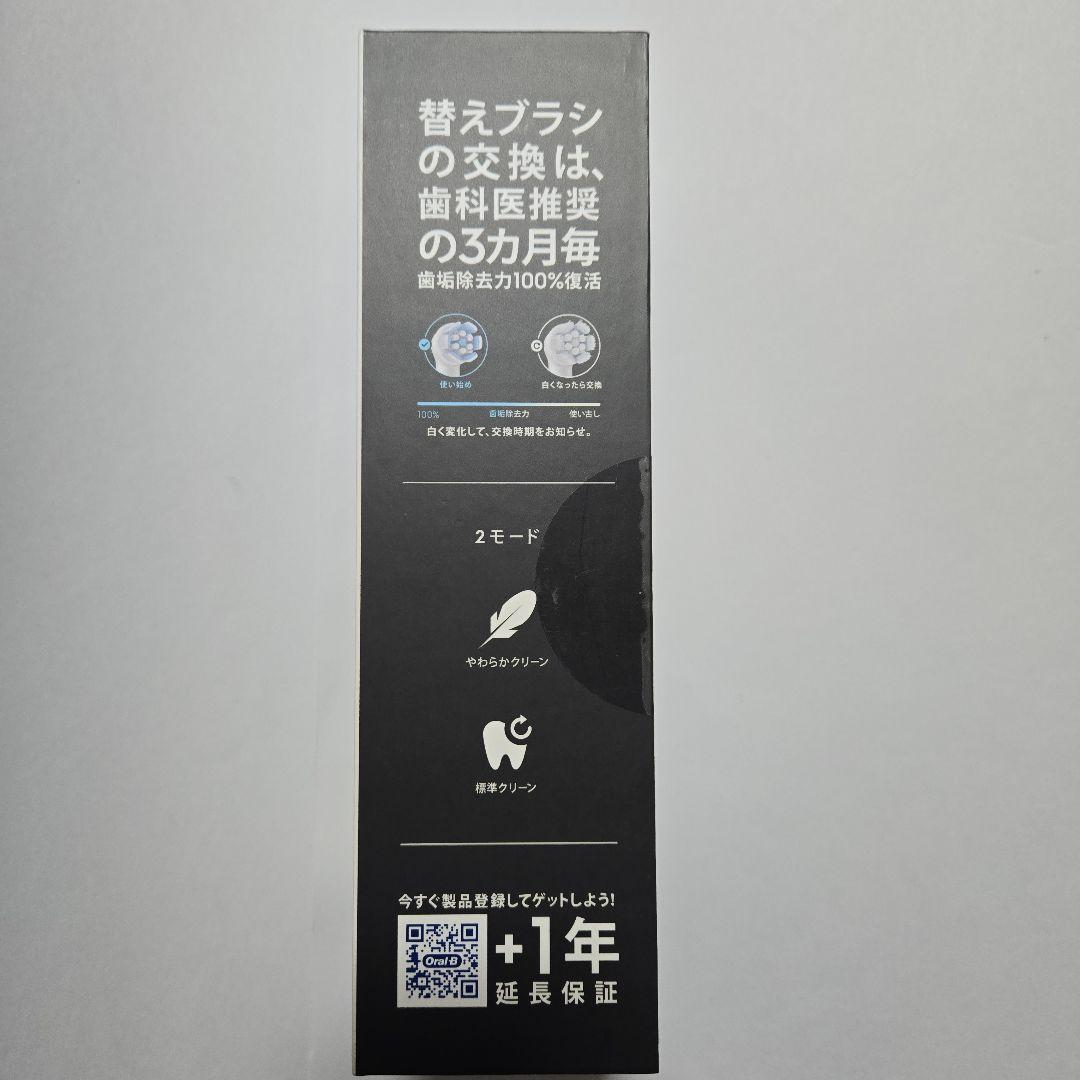 替えブラシ
の交換は、
歯科医推奨
の3カ月毎
歯垢除去力100%復活
使い始め
白くなったら交換
100%
歯垢除去力
使い古し
白く変化して、交換時期をお知らせ。
2モード
やわらかクリーン
標準クリーン
今すぐ製品登録してゲットしよう!
Oral-B
+1年
延長保証